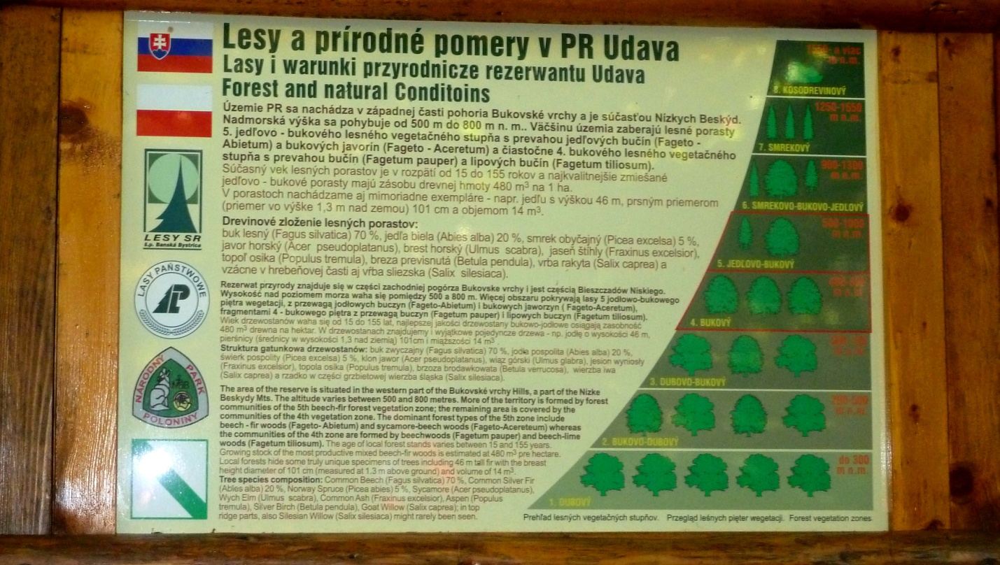 Lesy a prírodné pomery v PR Udava
Lasy i warunki przyrodnicze rezerwantu Udava
Forest and natural Conditoins
Územie PR sa nachádza v západnej časti pohoria Bukovské vrchy a je súčasťou Nízkych Beskýd.
Nadmorská výška sa pohybuje od 500 m do 800 m n. m.. Väčšinu územia zaberajú lesné porasty
5. jedľovo - bukového lesného vegetačného stupňa s prevahou jedľových bučín (Fageto -
Abietum) a bukových javorín (Fageto - Aceretum) a čiastočne 4. bukového lesného vegetačného
stupňa s prevahou bučín (Fagetum pauper) a lipových bučín (Fagetum tiliosum).
Súčasný vek lesných porastov je v rozpätí od 15 do 155 rokov a najkvalitnejšie zmiešané
jedľovo - bukové porasty majú zásobu drevnej hmoty 480 m³ na 1 ha.
V porastoch nachádzame aj mimoriadne exempláre - napr. jedľu s výškou 46 m, prsným priemerom
(priemer vo výške 1,3 m nad zemou) 101 cm a objemom 14 m³.
Drevinové zloženie lesných porastov:
buk lesný (Fagus silvatica) 70 %, jedľa biela (Abies alba) 20 %, smrek obyčajný (Picea excelsa) 5 %,
javor horský (Acer pseudoplatanus), brest horský (Ulmus scabra), jaseň štíhly (Fraxinus excelsior),
topoľ osika (Populus tremula), breza previsnutá (Betula pendula), vŕba rakyta (Salix caprea) a
vzácne v hrebeňovej časti aj vŕba sliezska (Salix silesiaca).
Rezerwat przyrody znajduje się w części zachodniej pogórza Bukovske vrchy i jest częścią Bieszczadów Niskiego.
Wysokość nad poziomem morza waha się pomiędzy 500 a 800 m. Więcej obszaru pokrywają lasy 5 jodłowo-bukowego
piętra wegetacji, z przewagą jodłowych buczyn (Fageto-Abietum) i bukowych jaworzyn ( Fageto-Aceretum),
fragmentami 4 - bukowego piętra z przewagą buczyn (Fagetum pauper) i lipowych buczyn (Fagetum tiliosum).
Wiek drzewostanów waha się od 15 do 155 lat, najlepszej jakości drzewostany bukowo-jodłowe osiągają zasobność
480 m³ drewna na hektar. W drzewostanach znajdujemy i wyjątkowe pojedyncze drzewa - np. jodłę o wysokości 46 m,
pierśnicy (średnicy w wysokości 1,3 nad ziemią) 101cm i miąższości 14 m³.
Struktura gatunkowa drzewostanów: buk zwyczajny (Fagus silvatica) 70 %, jodła pospolita (Abies alba) 20 %,
świerk pospolity (Picea excelsa) 5 %, klon jawor (Acer pseudoplatanus), wiąz górski (Ulmus glabra), jesion wyniosły
(Fraxinus excelsior), topola osika (Populus tremula), brzoza brodawkowata (Betula verrucosa), wierzba iwa
(Salix caprea) a rzadko w części grzbietowej wierzba śląska (Salix silesiaca).
The area of the reserve is situated in the western part of the Bukovské vrchy Hills, a part of the Nízke
Beskydy Mts. The altitude varies between 500 and 800 metres. More of the territory is formed by forest
communities of the 5th beech-fir forest vegetation zone; the remaining area is covered by the
communities of the 4th vegetation zone. The dominant forest types of the 5th zone include
beech - fir woods (Fageto- Abietum) and sycamore-beech woods (Fageto-Acereteum) whereas
the communities of the 4th zone are formed by beechwoods (Fagetum pauper) and beech-lime
woods (Fagetum tiliosum). The age of local forest stands varies between 15 and 155 years.
Growing stock of the most productive mixed beech-fir woods is estimated at 480 m³ pre hectare.
Local forests hide some truly unique specimens of trees including 46 m tall fir with the breast
height diameter of 101 cm (measured at 1.3 m above ground) and volume of 14 m³.
Tree species composition: Common Beech (Fagus silvatica) 70 %, Common Silver Fir
(Abies alba) 20 %, Norway Spruce (Picea abies) 5 %, Sycamore (Acer pseudoplatanus),
Wych Elm (Ulmus scabra), Common Ash (Fraxinus excelsior), Aspen (Populus
tremula), Silver Birch (Betula pendula), Goat Willow (Salix caprea); in top
ridge parts, also Silesian Willow (Salix silesiaca) might rarely been seen.
LESY SR
š.p. Banská Bystrica
LASY PAŃSTWOWE
NÁRODNÝ PARK
POLONINY
a viac
m n.m.
8. KOSODREVINOVÝ
1250-1550
m n.m.
7. SMREKOVÝ
900-1300
m n.m.
6. SMREKOVO-BUKOVO-JEDLOVÝ
500-1000
m n.m.
5. JEDLOVO-BUKOVÝ
4. BUKOVÝ
3. DUBOVO-BUKOVÝ
200-500
m n.m.
2. BUKOVO-DUBOVÝ
do 300
m n.m.
1. DUBOVÝ
Prehľad lesných vegetačných stupňov. Przegląd leśnych pięter wegetacji. Forest vegetation zones